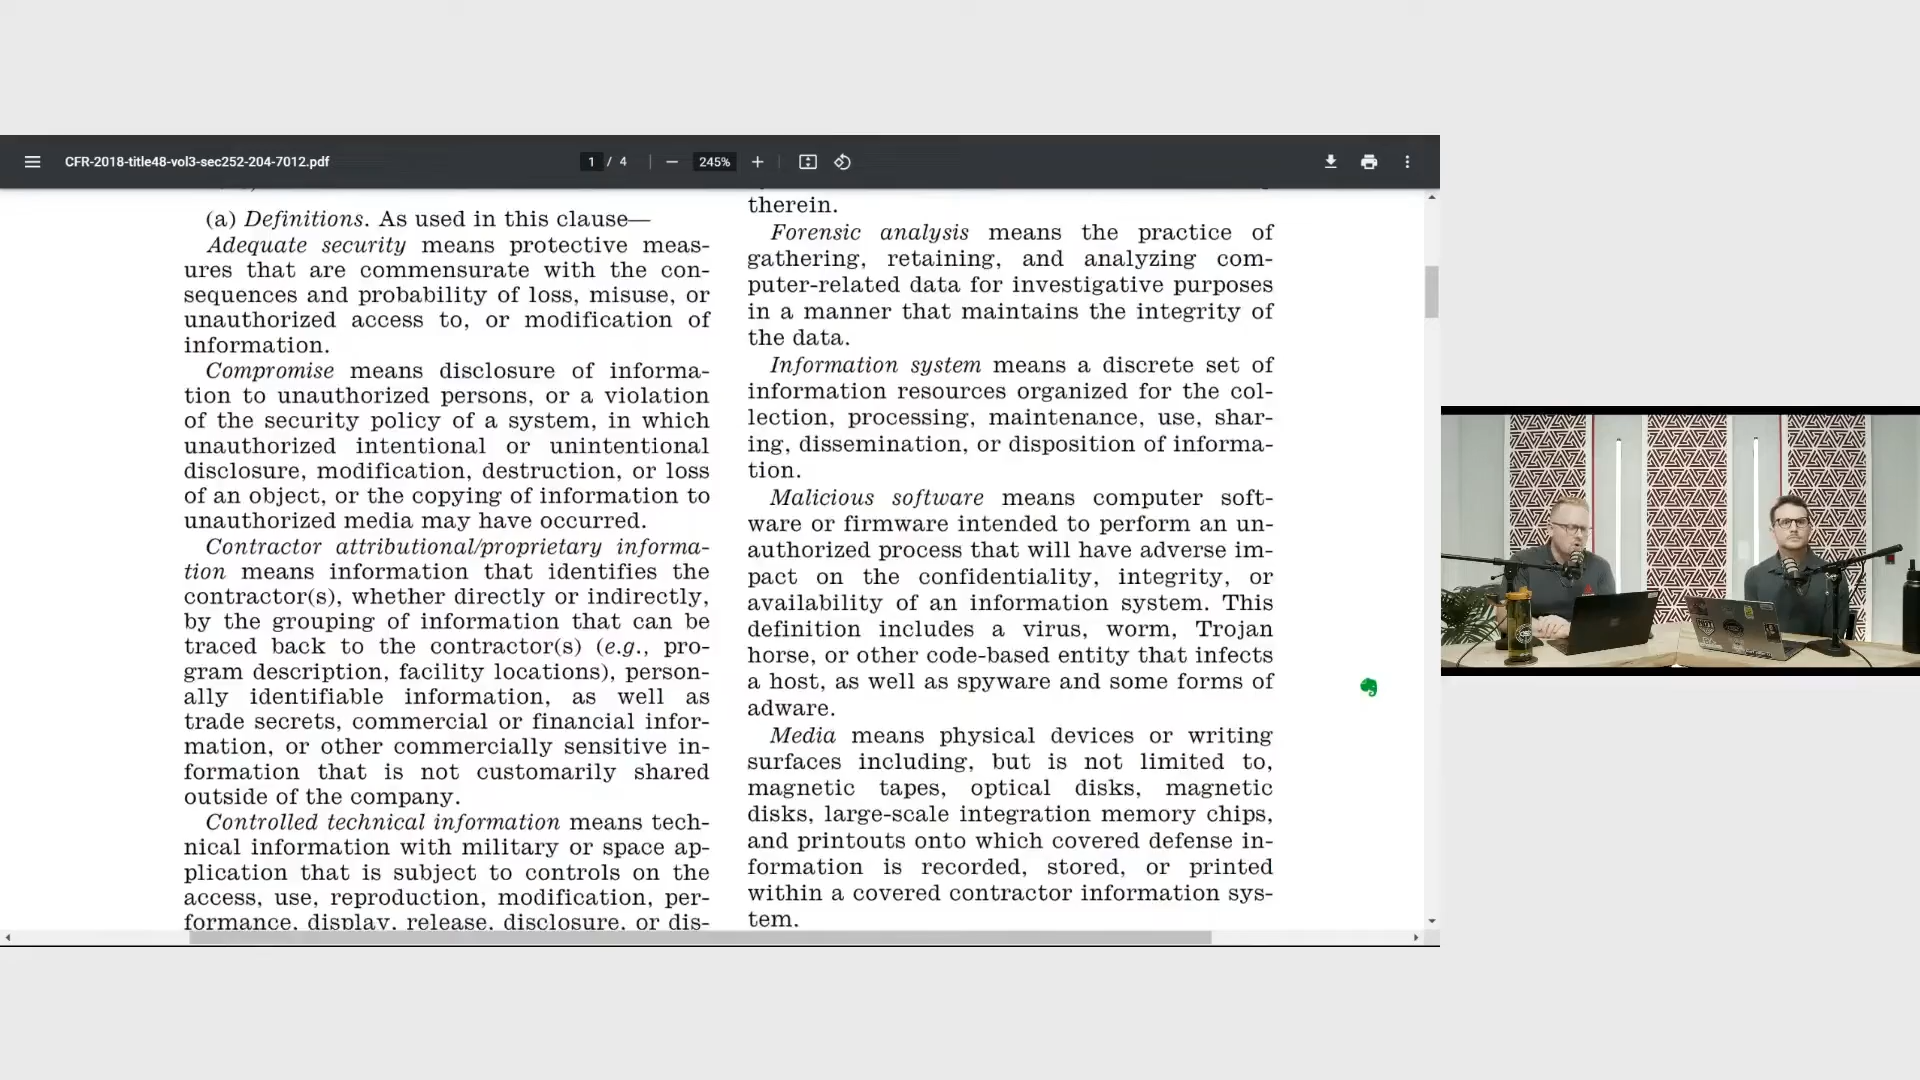 CFR-2018-title48-vol3-sec252-204-7012.pdf
1 / 4
245%
(a) Definitions. As used in this clause—
Adequate security means protective meas-
ures that are commensurate with the con-
sequences and probability of loss, misuse, or
unauthorized access to, or modification of
information.
Compromise means disclosure of informa-
tion to unauthorized persons, or a violation
of the security policy of a system, in which
unauthorized intentional or unintentional
disclosure, modification, destruction, or loss
of an object, or the copying of information to
unauthorized media may have occurred.
Contractor attributional/proprietary informa-
tion means information that identifies the
contractor(s), whether directly or indirectly,
by the grouping of information that can be
traced back to the contractor(s) (e.g., pro-
gram description, facility locations), person-
ally identifiable information, as well as
trade secrets, commercial or financial infor-
mation, or other commercially sensitive in-
formation that is not customarily shared
outside of the company.
Controlled technical information means tech-
nical information with military or space ap-
plication that is subject to controls on the
access, use, reproduction, modification, per-
formance, display, release, disclosure, or dis-
therein.
Forensic analysis means the practice of
gathering, retaining, and analyzing com-
puter-related data for investigative purposes
in a manner that maintains the integrity of
the data.
Information system means a discrete set of
information resources organized for the col-
lection, processing, maintenance, use, shar-
ing, dissemination, or disposition of informa-
tion.
Malicious software means computer soft-
ware or firmware intended to perform an un-
authorized process that will have adverse im-
pact on the confidentiality, integrity, or
availability of an information system. This
definition includes a virus, worm, Trojan
horse, or other code-based entity that infects
a host, as well as spyware and some forms of
adware.
Media means physical devices or writing
surfaces including, but is not limited to,
magnetic tapes, optical disks, magnetic
disks, large-scale integration memory chips,
and printouts onto which covered defense in-
formation is recorded, stored, or printed
within a covered contractor information sys-
tem.